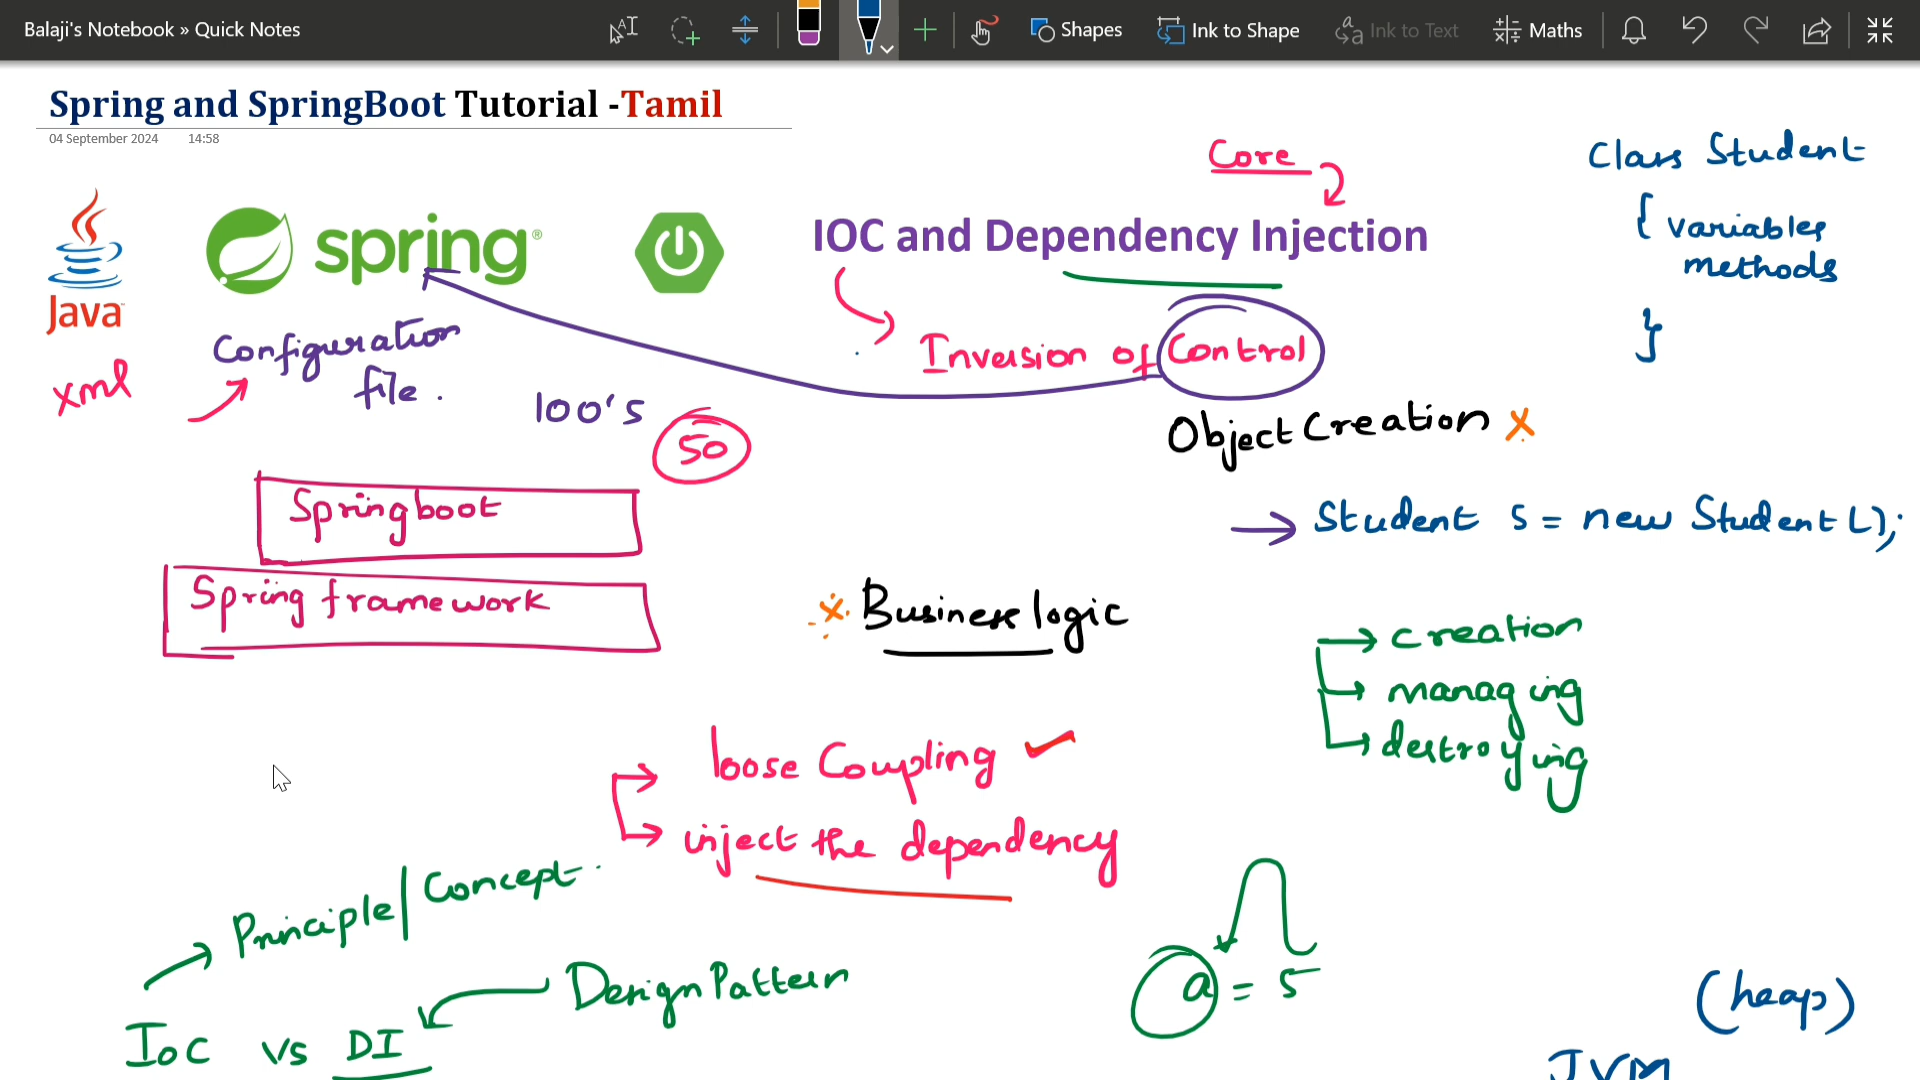 Balaji's Notebook » Quick Notes
Shapes
Ink to Shape
Ink to Text
Maths
Spring and SpringBoot Tutorial -Tamil
04 September 2024 14:58
Core
Class Student
{ variables
methods
}
Java
spring
IOC and Dependency Injection
Inversion of Control
xml
Configuration
file.
100's
50
Object Creation x
Springboot
Spring framework
Student s = new Student();
x Business logic
creation
managing
destroying
loose Coupling
inject the dependency
Principle/Concept.
Design Pattern
IoC vs DI
a = 5
(heap)
JVM